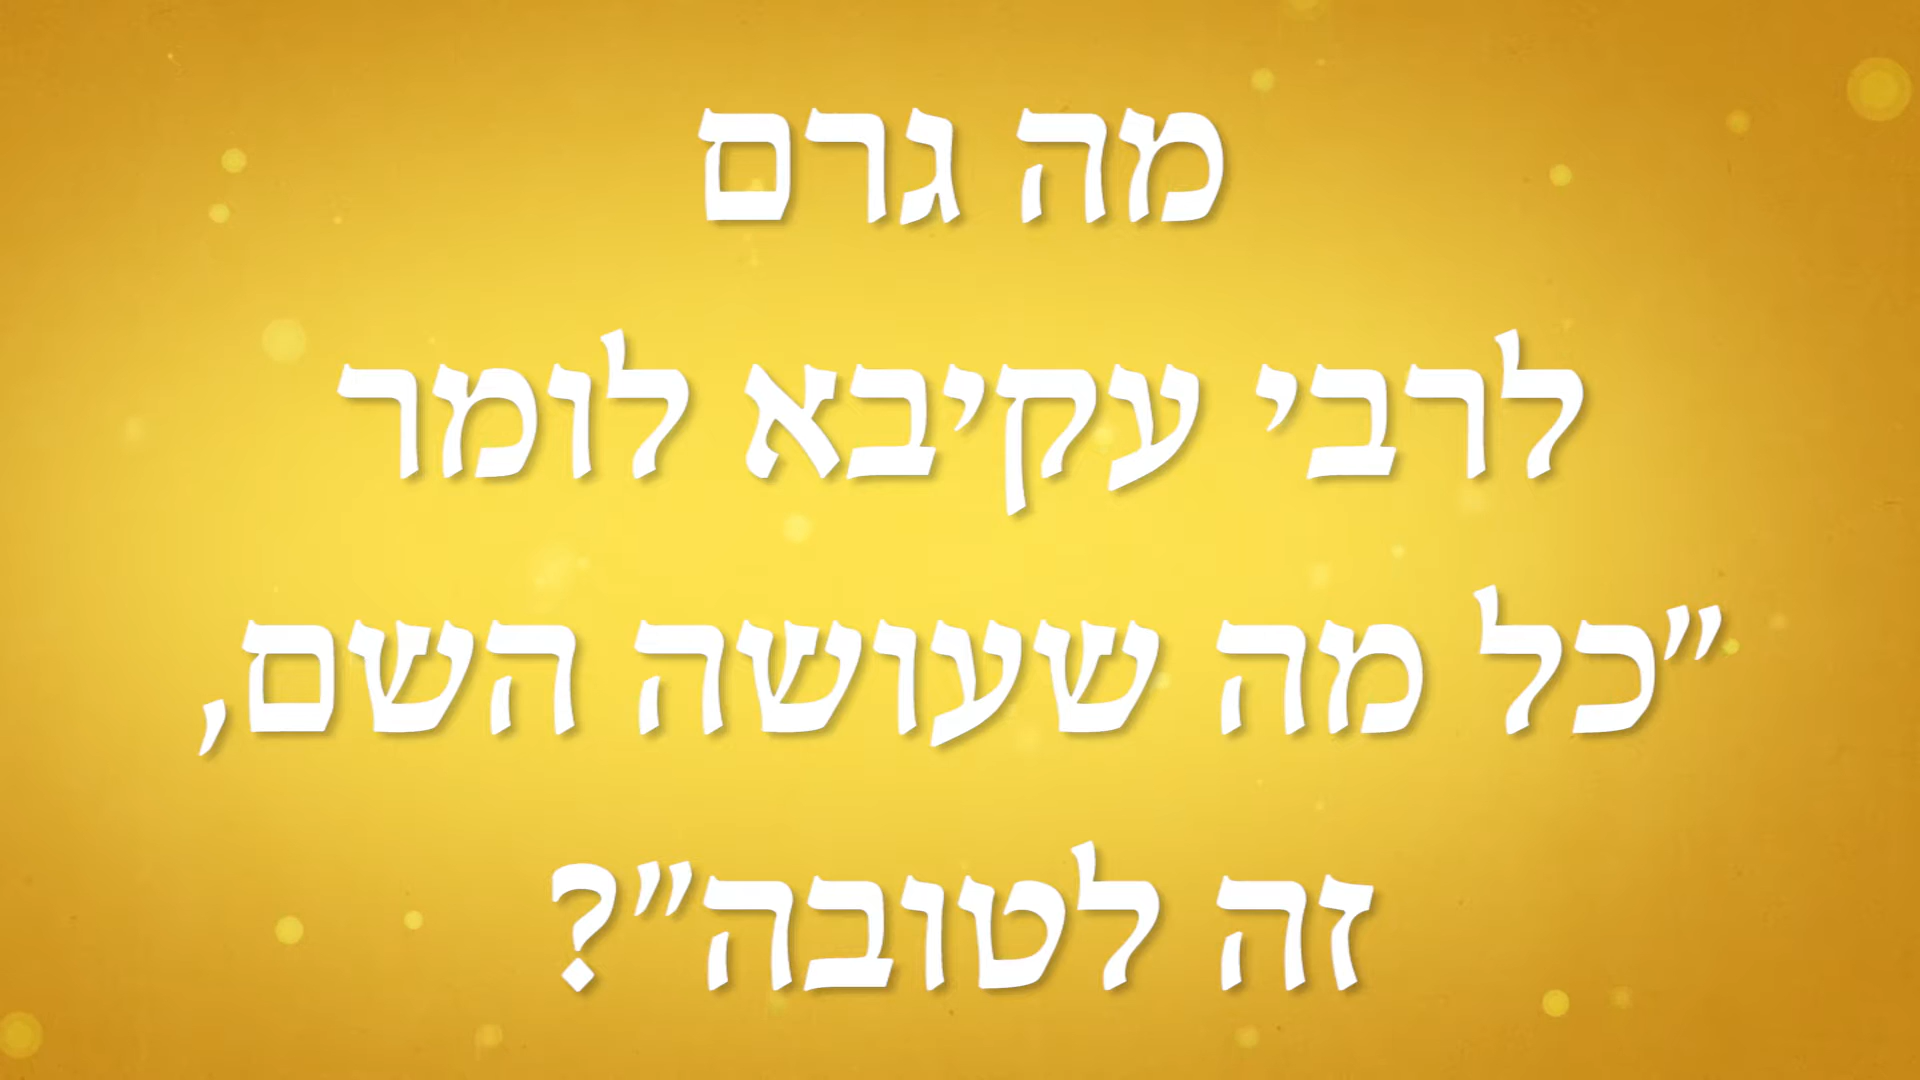 מה גרם
לרבי עקיבא לומר
"כל מה שעושה השם,
זה לטובה"?